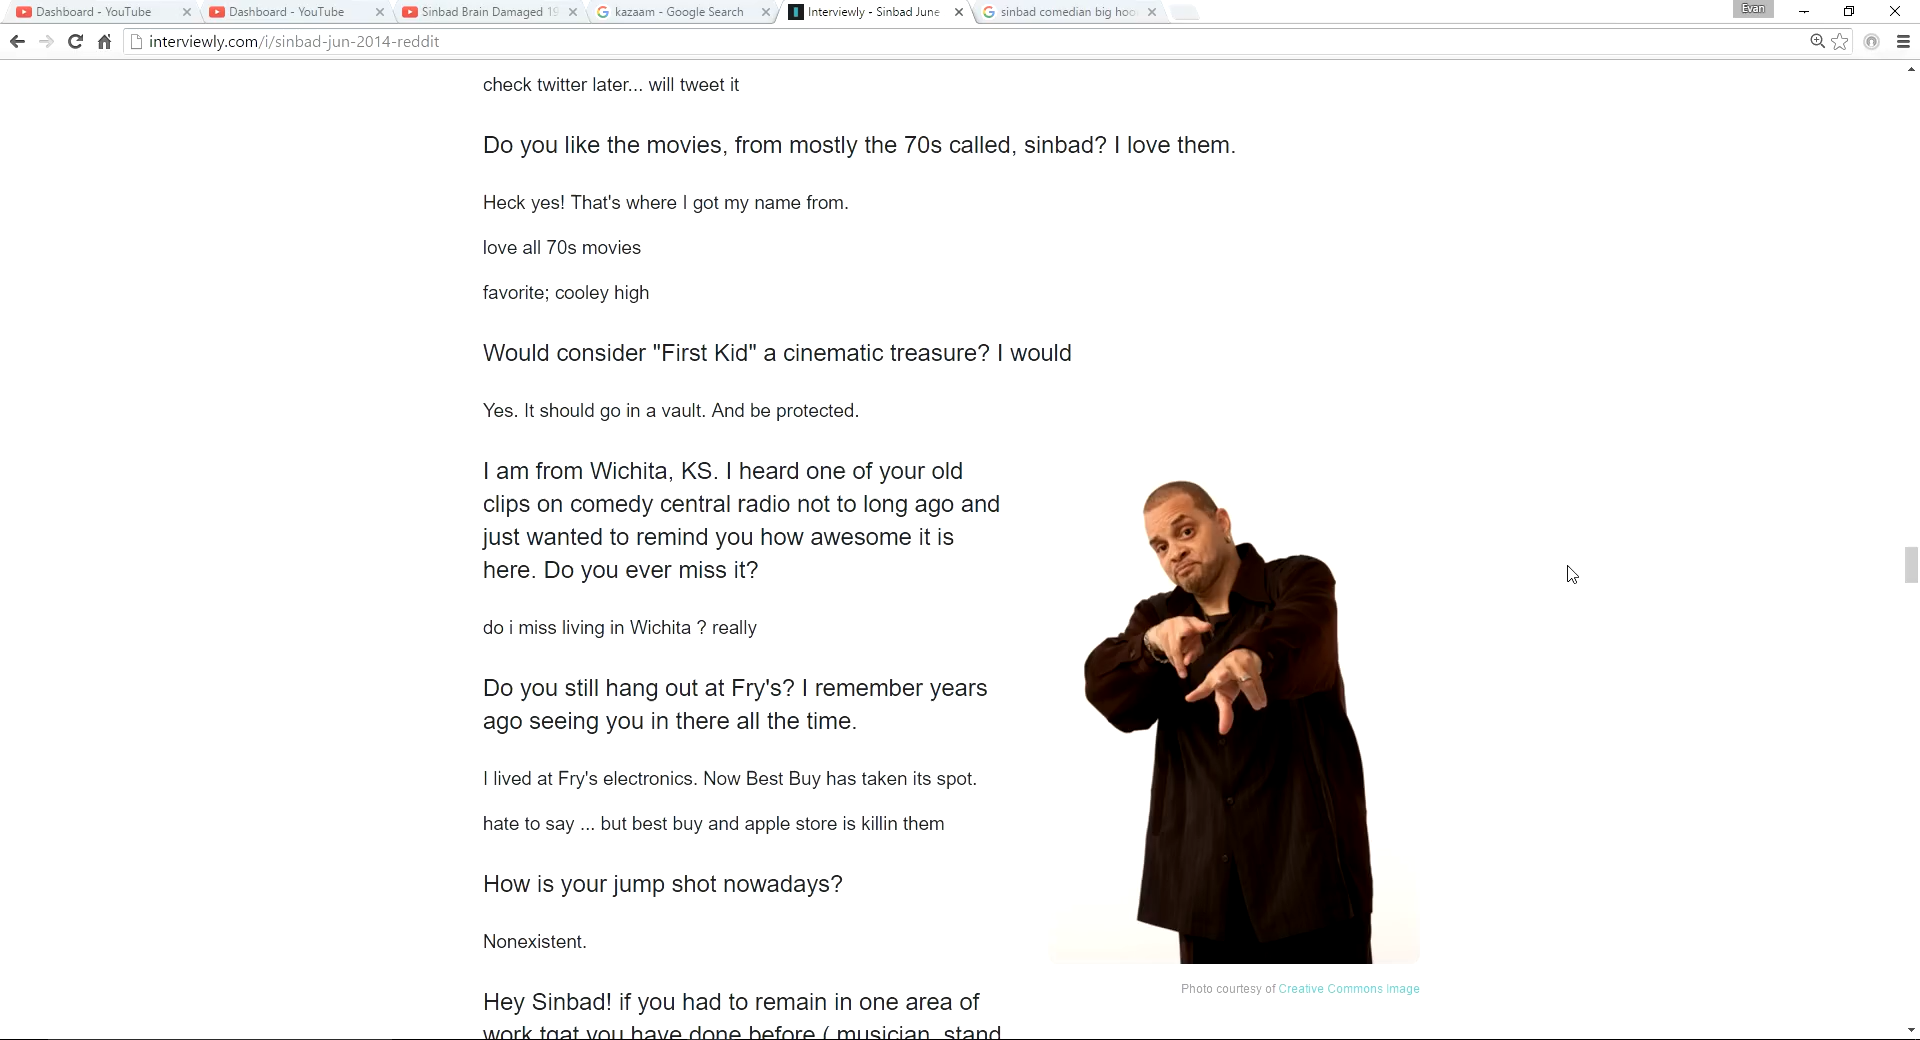 Dashboard - YouTube
Dashboard - YouTube
Sinbad Brain Damaged 19
kazaam - Google Search
Interviewly - Sinbad June
sinbad comedian big hoo
Evan
interviewly.com/i/sinbad-jun-2014-reddit
check twitter later... will tweet it
Do you like the movies, from mostly the 70s called, sinbad? I love them.
Heck yes! That's where I got my name from.
love all 70s movies
favorite; cooley high
Would consider "First Kid" a cinematic treasure? I would
Yes. It should go in a vault. And be protected.
I am from Wichita, KS. I heard one of your old
clips on comedy central radio not to long ago and
just wanted to remind you how awesome it is
here. Do you ever miss it?
do i miss living in Wichita ? really
Do you still hang out at Fry's? I remember years
ago seeing you in there all the time.
I lived at Fry's electronics. Now Best Buy has taken its spot.
hate to say ... but best buy and apple store is killin them
How is your jump shot nowadays?
Nonexistent.
Photo courtesy of Creative Commons Image
Hey Sinbad! if you had to remain in one area of
work tgat you have done before ( musician, stand